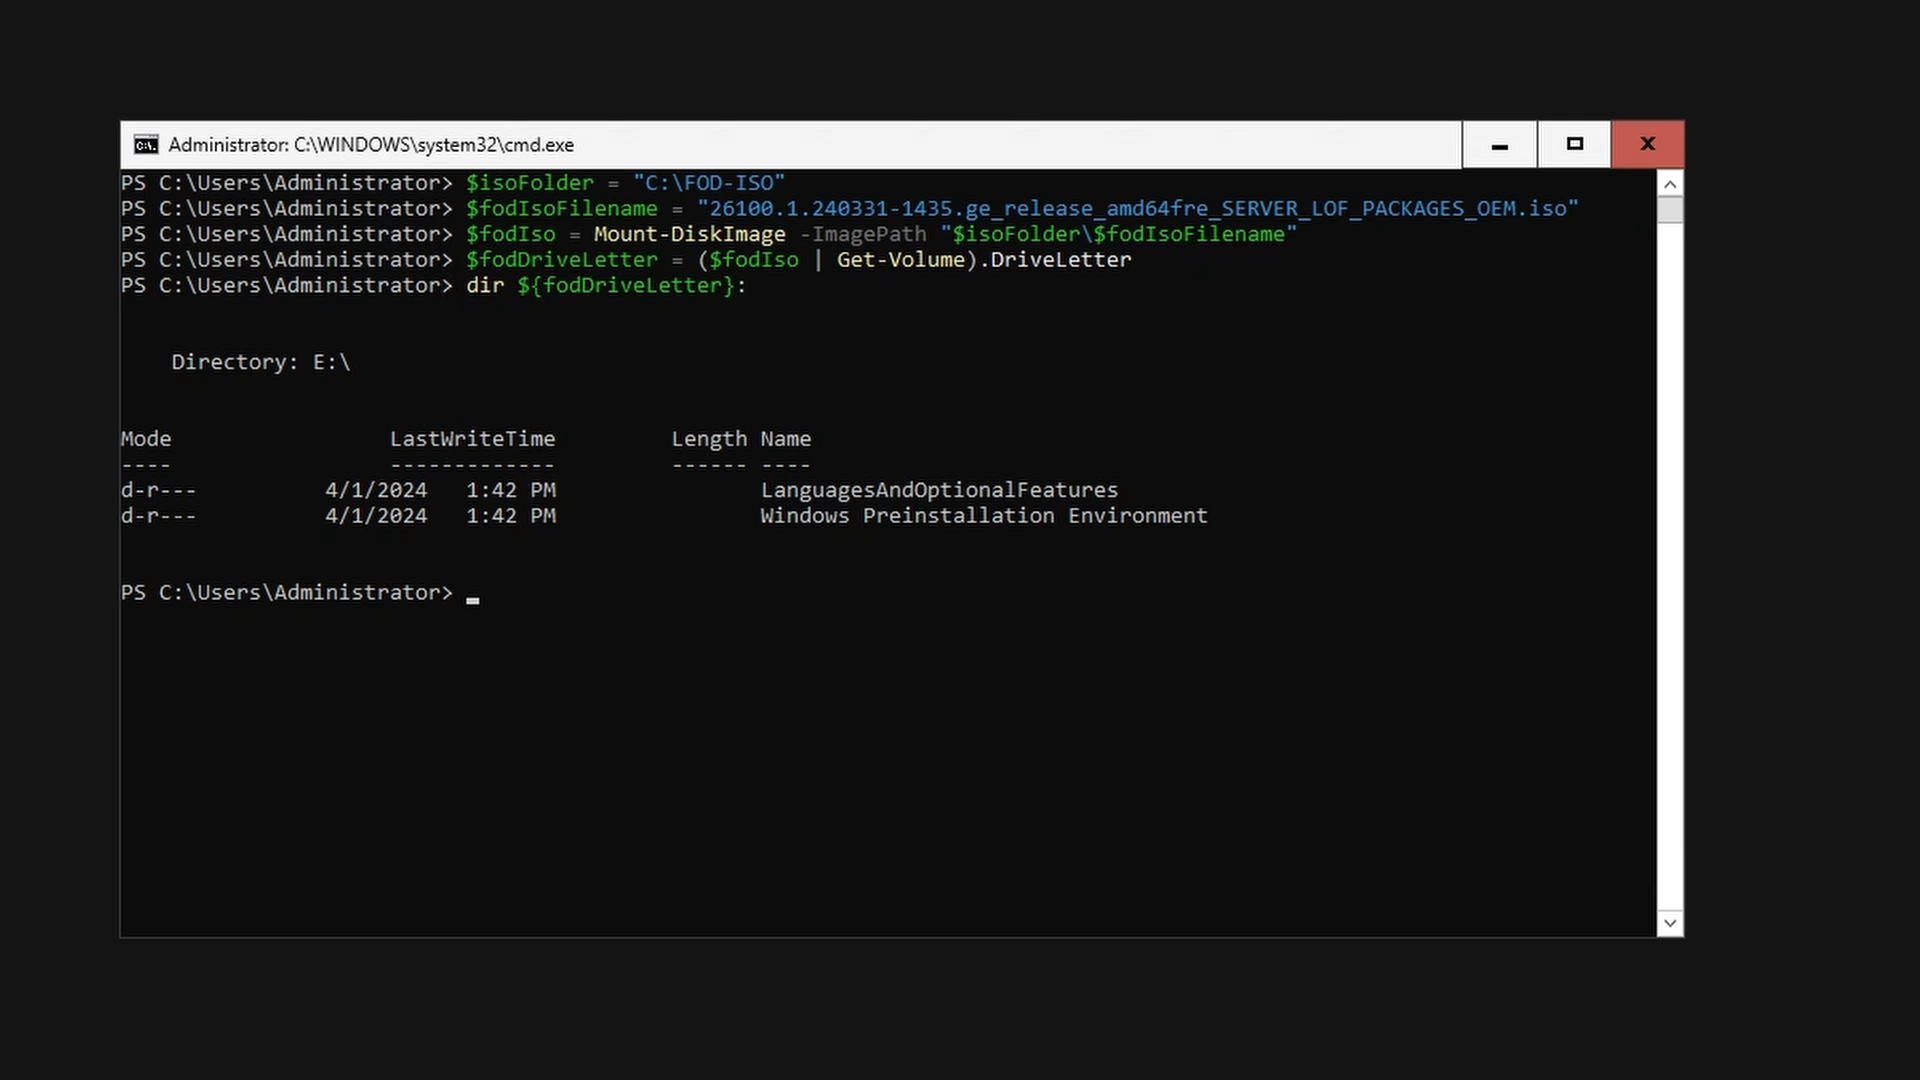 Administrator: C:\WINDOWS\system32\cmd.exe
PS C:\Users\Administrator> $isoFolder = "C:\FOD-ISO"
PS C:\Users\Administrator> $fodIsoFilename = "26100.1.240331-1435.ge_release_amd64fre_SERVER_LOF_PACKAGES_OEM.iso"
PS C:\Users\Administrator> $fodIso = Mount-DiskImage -ImagePath "$isoFolder\$fodIsoFilename"
PS C:\Users\Administrator> $fodDriveLetter = ($fodIso | Get-Volume).DriveLetter
PS C:\Users\Administrator> dir ${fodDriveLetter}:
    Directory: E:\
Mode                 LastWriteTime         Length Name
----                 -------------         ------ ----
d-r---          4/1/2024   1:42 PM                LanguagesAndOptionalFeatures
d-r---          4/1/2024   1:42 PM                Windows Preinstallation Environment
PS C:\Users\Administrator>